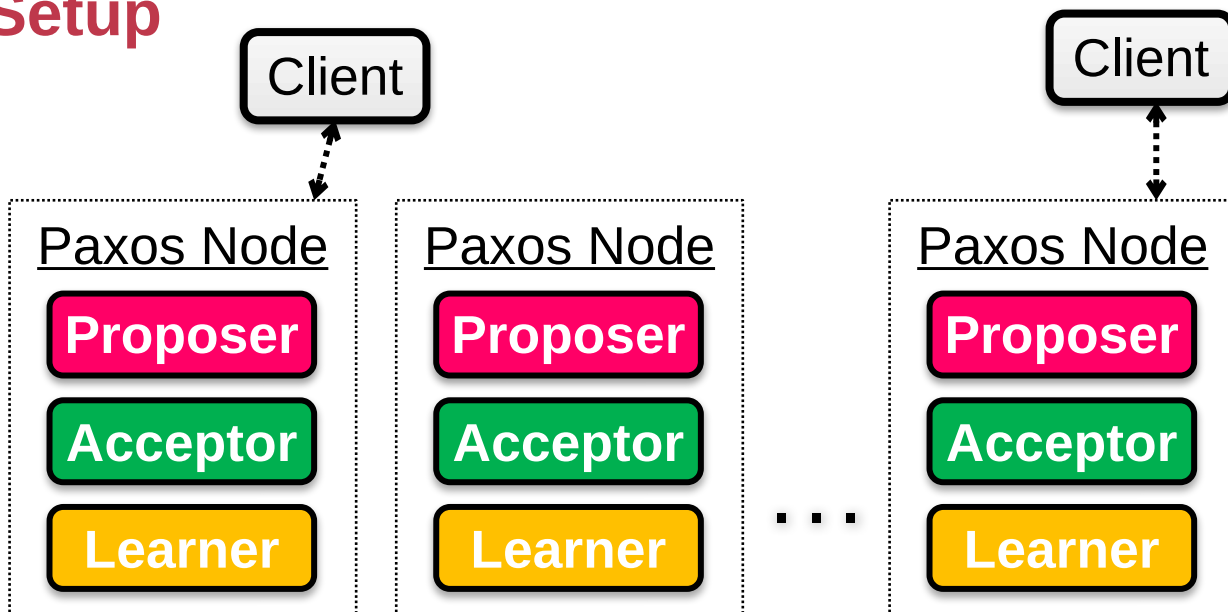 Setup
Client
Client
Paxos Node
Paxos Node
Paxos Node
Proposer
Proposer
Proposer
Acceptor
Acceptor
Acceptor
Learner
Learner
...
Learner